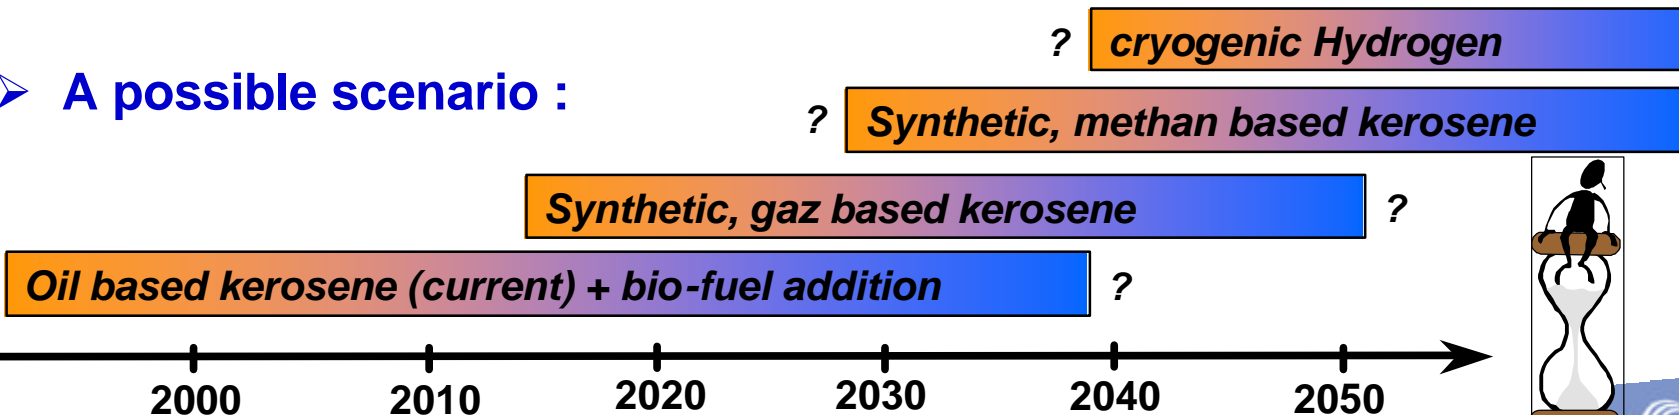 ? cryogenic Hydrogen
➢ A possible scenario :
? Synthetic, methan based kerosene
Synthetic, gaz based kerosene ?
Oil based kerosene (current) + bio-fuel addition ?
2000 2010 2020 2030 2040 2050